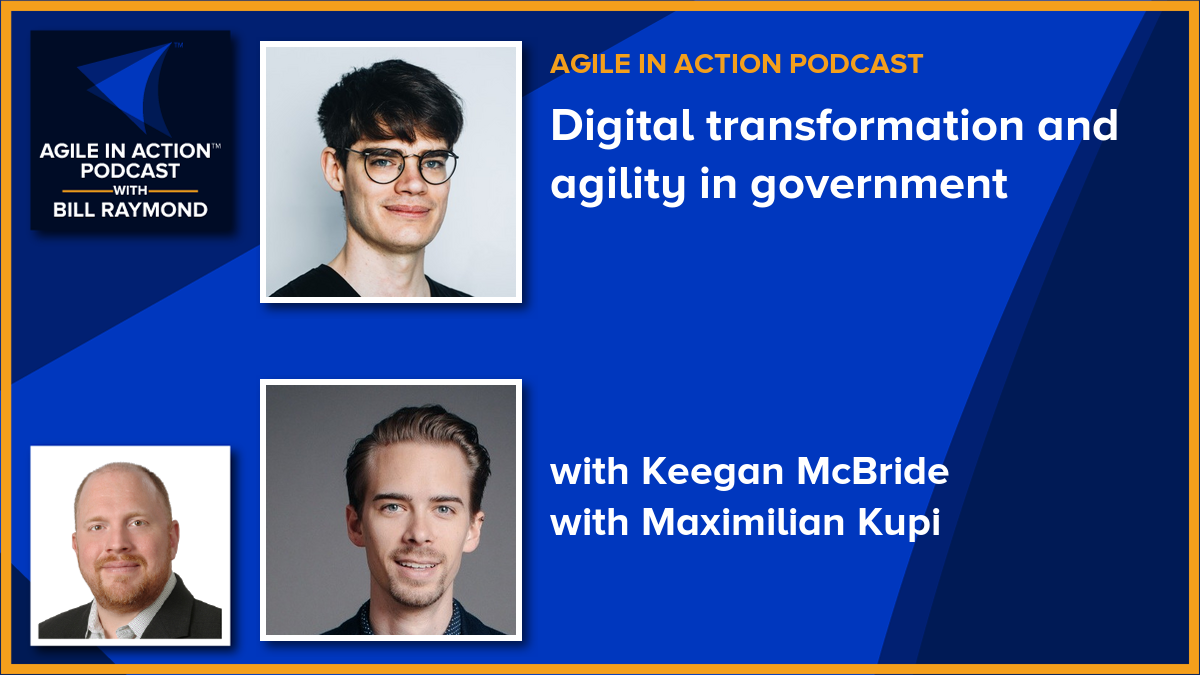 AGILE IN ACTION™
PODCAST
WITH
BILL RAYMOND
TM
AGILE IN ACTION PODCAST
Digital transformation and
agility in government
with Keegan McBride
with Maximilian Kupi